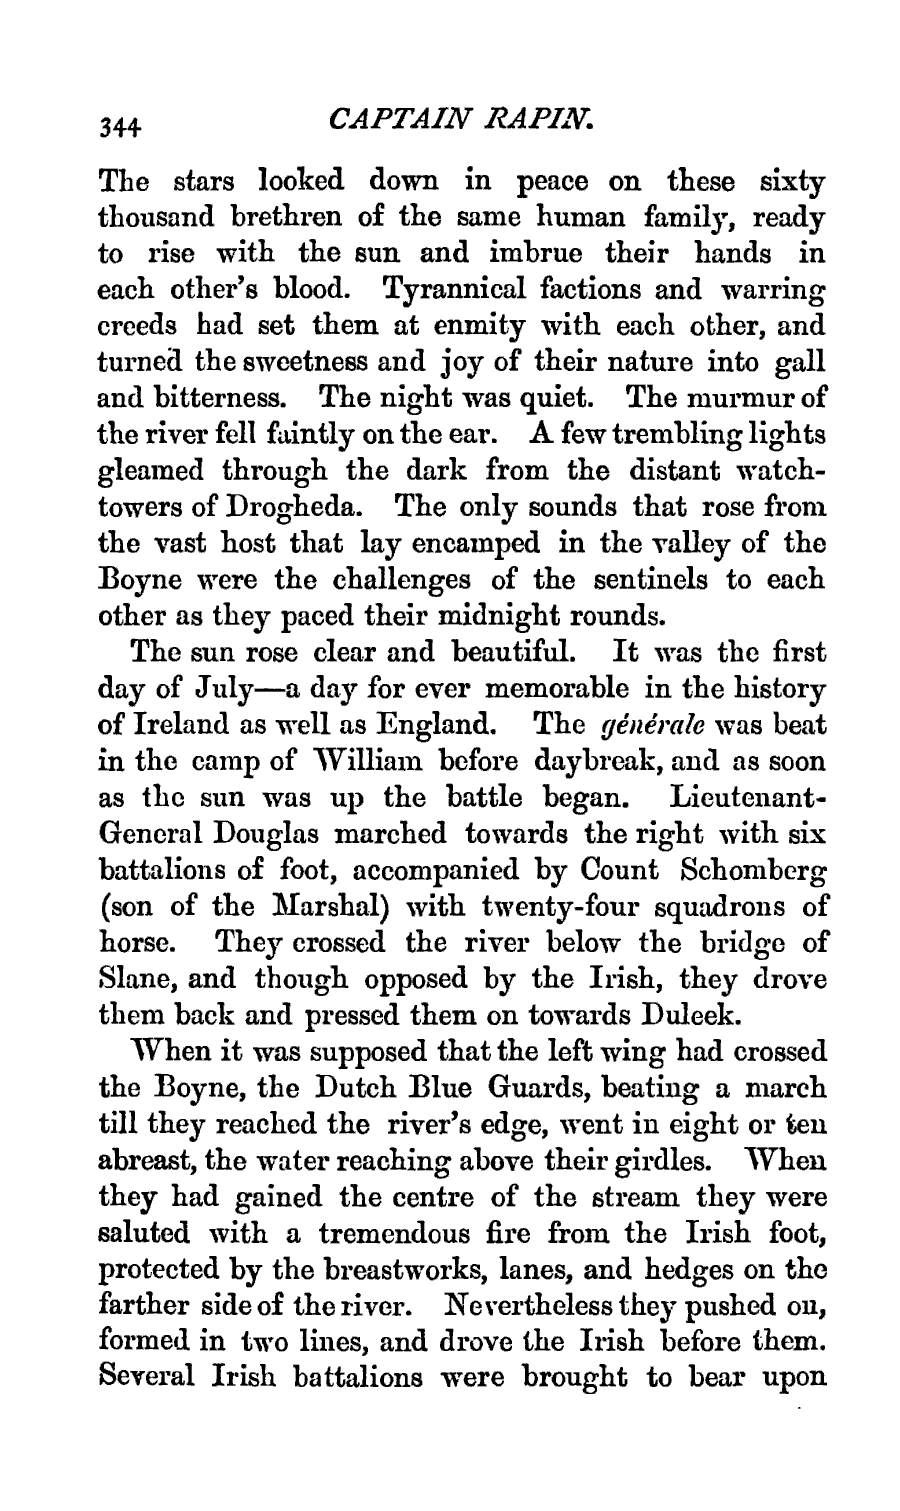 344 CAPTAIN RAPIN.
The stars looked down in peace on these sixty
thousand brethren of the same human family, ready
to rise with the sun and imbrue their hands in
each other's blood. Tyrannical factions and warring
creeds had set them at enmity with each other, and
turned the sweetness and joy of their nature into gall
and bitterness. The night was quiet. The murmur of
the river fell faintly on the ear. A few trembling lights
gleamed through the dark from the distant watch-
towers of Drogheda. The only sounds that rose from
the vast host that lay encamped in the valley of the
Boyne were the challenges of the sentinels to each
other as they paced their midnight rounds.
The sun rose clear and beautiful. It was the first
day of July—a day for ever memorable in the history
of Ireland as well as England. The générale was beat
in the camp of William before daybreak, and as soon
as the sun was up the battle began. Lieutenant-
General Douglas marched towards the right with six
battalions of foot, accompanied by Count Schomberg
(son of the Marshal) with twenty-four squadrons of
horse. They crossed the river below the bridge of
Slane, and though opposed by the Irish, they drove
them back and pressed them on towards Duleek.
When it was supposed that the left wing had crossed
the Boyne, the Dutch Blue Guards, beating a march
till they reached the river's edge, went in eight or ten
abreast, the water reaching above their girdles. When
they had gained the centre of the stream they were
saluted with a tremendous fire from the Irish foot,
protected by the breastworks, lanes, and hedges on the
farther side of the river. Nevertheless they pushed on,
formed in two lines, and drove the Irish before them.
Several Irish battalions were brought to bear upon